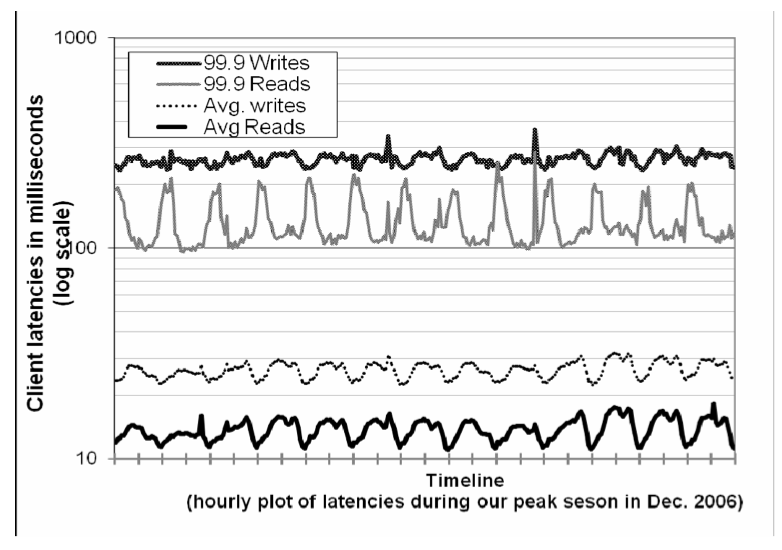 1000
99.9 Writes
99.9 Reads
Avg. writes
Avg Reads
Client latencies in milliseconds
(log scale)
100
10
Timeline
(hourly plot of latencies during our peak seson in Dec. 2006)